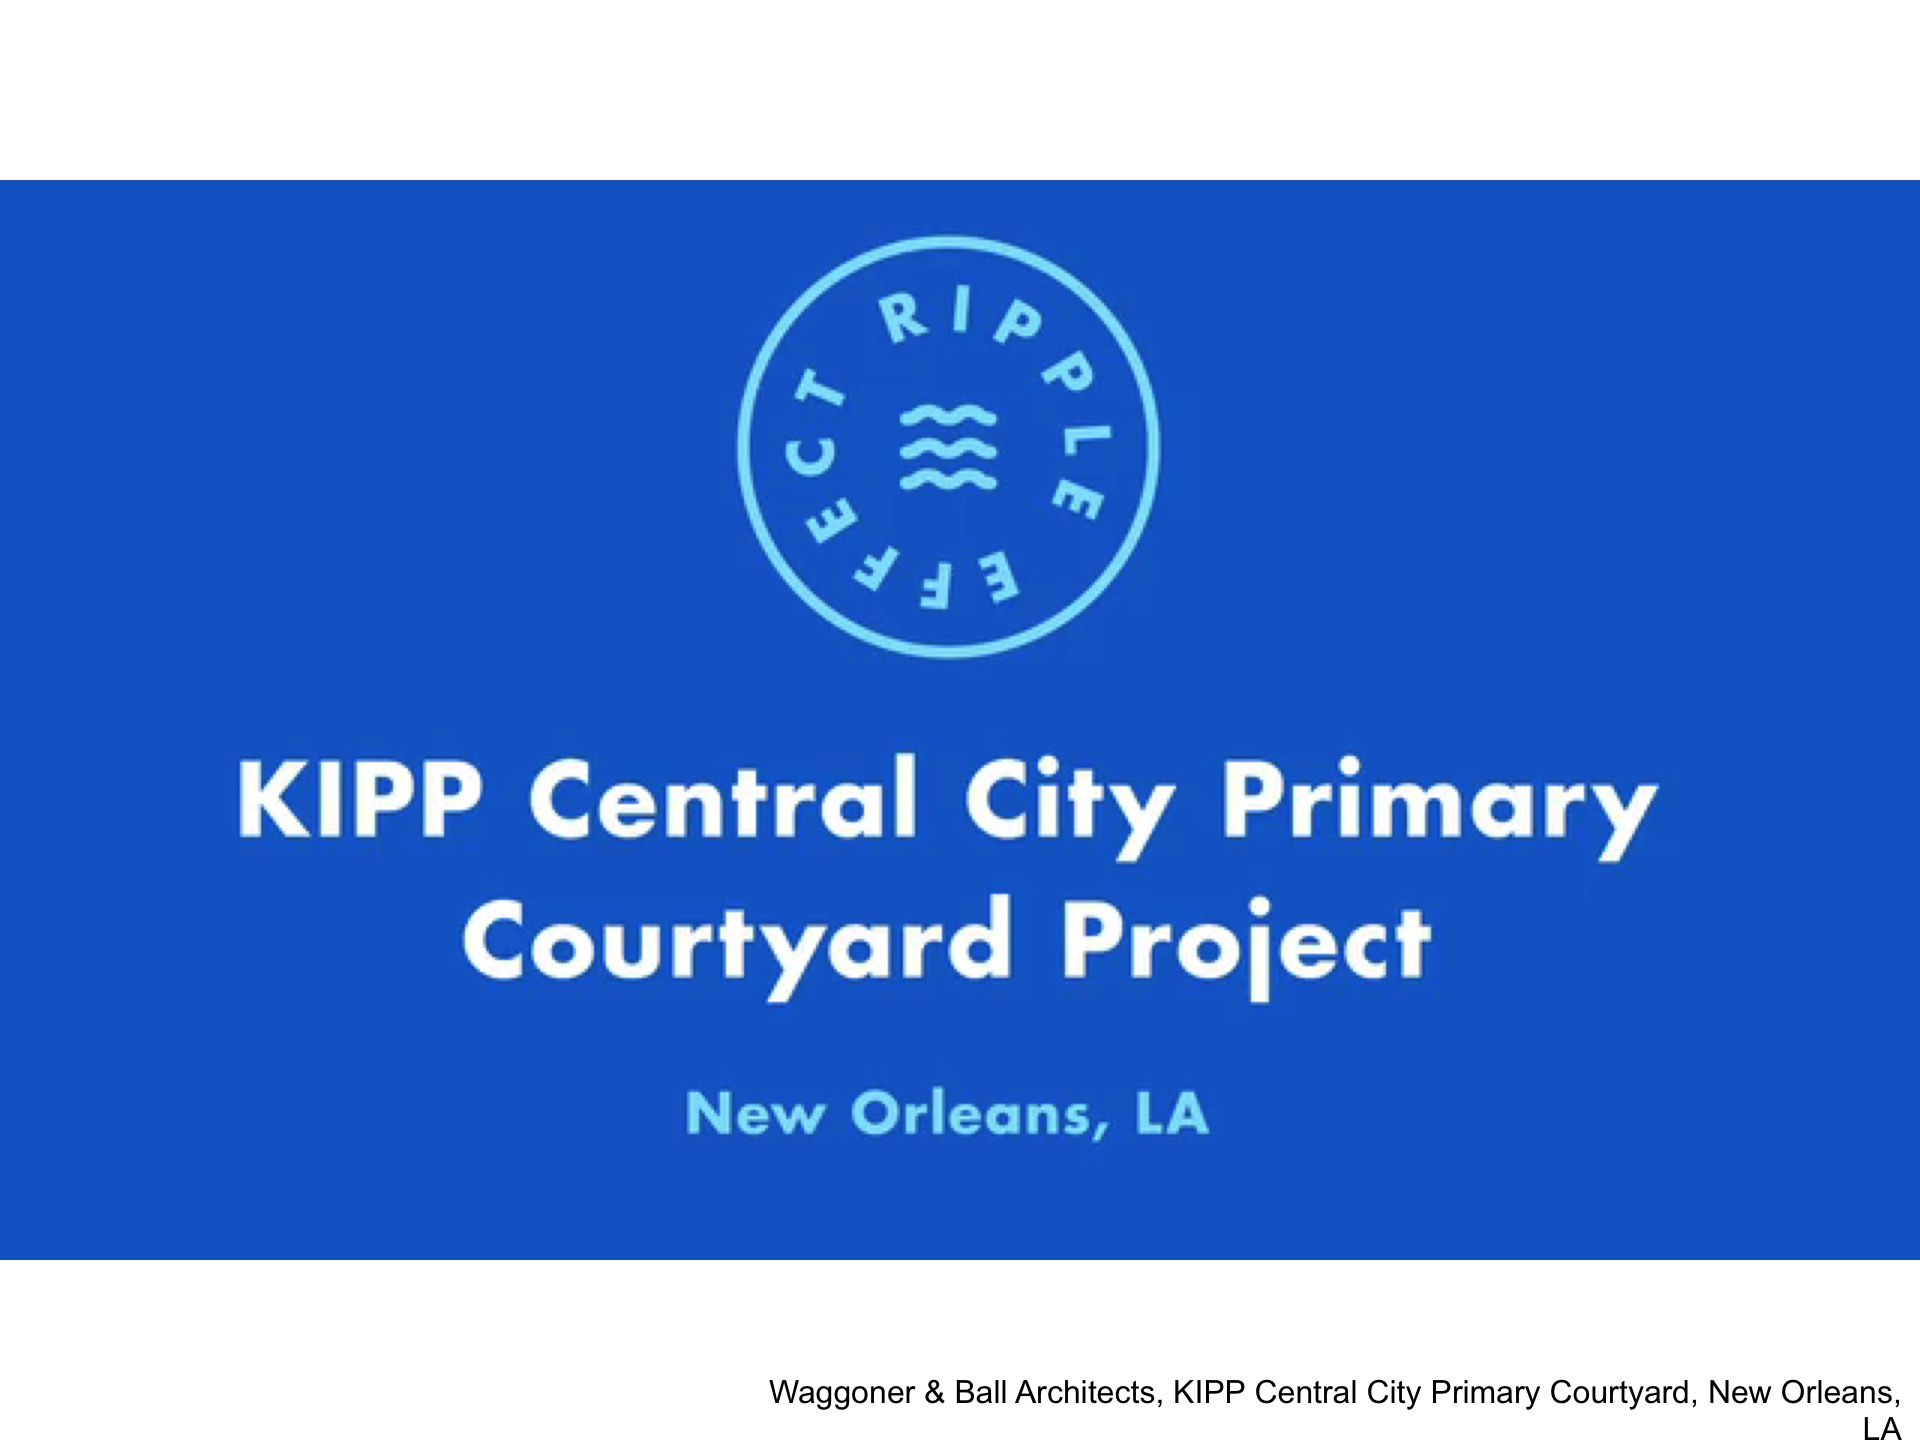 RIPPLE EFFECT
KIPP Central City Primary
Courtyard Project
New Orleans, LA
Waggoner & Ball Architects, KIPP Central City Primary Courtyard, New Orleans,
LA